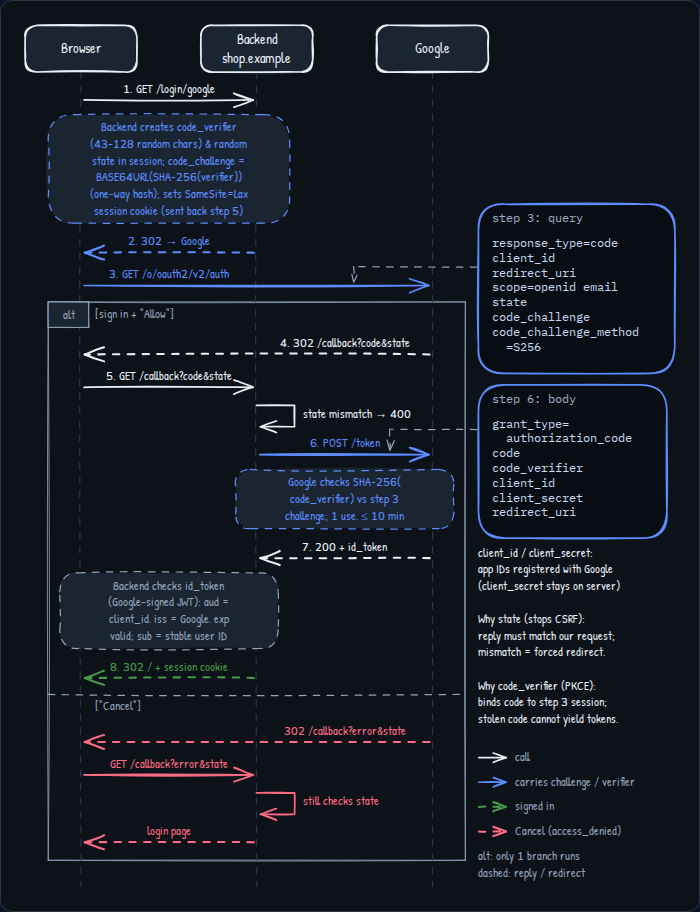 Browser
Backend
shop.example
Google
1. GET /login/google
Backend creates code_verifier
(43-128 random chars) & random
state in session; code_challenge =
BASE64URL(SHA-256(verifier))
(one-way hash); sets SameSite=Lax
session cookie (sent back step 5)
2. 302 → Google
3. GET /o/oauth2/v2/auth
step 3: query
response_type=code
client_id
redirect_uri
scope=openid email
state
code_challenge
code_challenge_method
=S256
alt
[sign in + "Allow"]
4. 302 /callback?code&state
5. GET /callback?code&state
state mismatch → 400
6. POST /token
step 6: body
grant_type=
authorization_code
code
code_verifier
client_id
client_secret
redirect_uri
Google checks SHA-256(
code_verifier) vs step 3
challenge; 1 use. ≤ 10 min
7. 200 + id_token
Backend checks id_token
(Google-signed JWT): aud =
client_id. iss = Google. exp
valid; sub = stable user ID
8. 302 / + session cookie
["Cancel"]
302 /callback?error&state
GET /callback?error&state
still checks state
login page
client_id / client_secret:
app IDs registered with Google
(client_secret stays on server)
Why state (stops CSRF):
reply must match our request;
mismatch = forced redirect.
Why code_verifier (PKCE):
binds code to step 3 session;
stolen code cannot yield tokens.
call
carries challenge / verifier
signed in
Cancel (access_denied)
alt: only 1 branch runs
dashed: reply / redirect